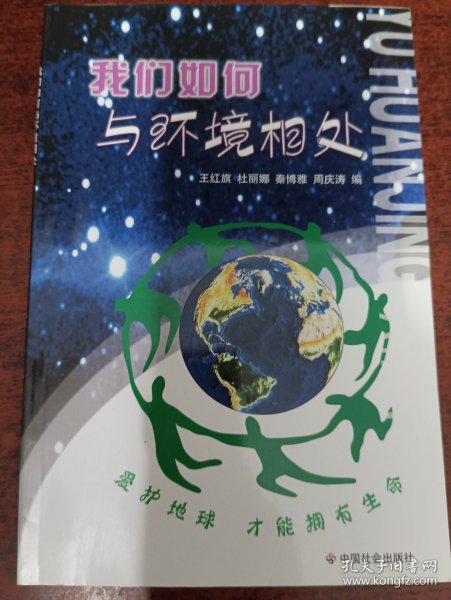 我们如何
与环境相处
王红旗 杜丽娜 秦博雅 周庆涛 编
YU HUANJING
爱护地球 才能拥有生命
中国社会出版社
孔夫子旧书网
www.kongfz.com